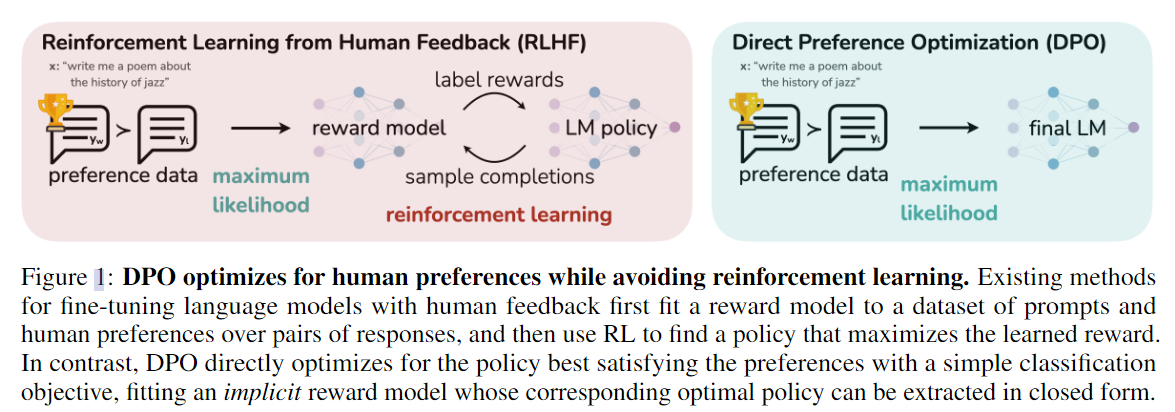 Reinforcement Learning from Human Feedback (RLHF)
x: "write me a poem about
the history of jazz"
label rewards
yw
>
yl
reward model
LM policy
preference data
maximum
likelihood
sample completions
reinforcement learning
Direct Preference Optimization (DPO)
x: "write me a poem about
the history of jazz"
yw
>
yl
final LM
preference data
maximum
likelihood
Figure 1: DPO optimizes for human preferences while avoiding reinforcement learning. Existing methods
for fine-tuning language models with human feedback first fit a reward model to a dataset of prompts and
human preferences over pairs of responses, and then use RL to find a policy that maximizes the learned reward.
In contrast, DPO directly optimizes for the policy best satisfying the preferences with a simple classification
objective, fitting an implicit reward model whose corresponding optimal policy can be extracted in closed form.